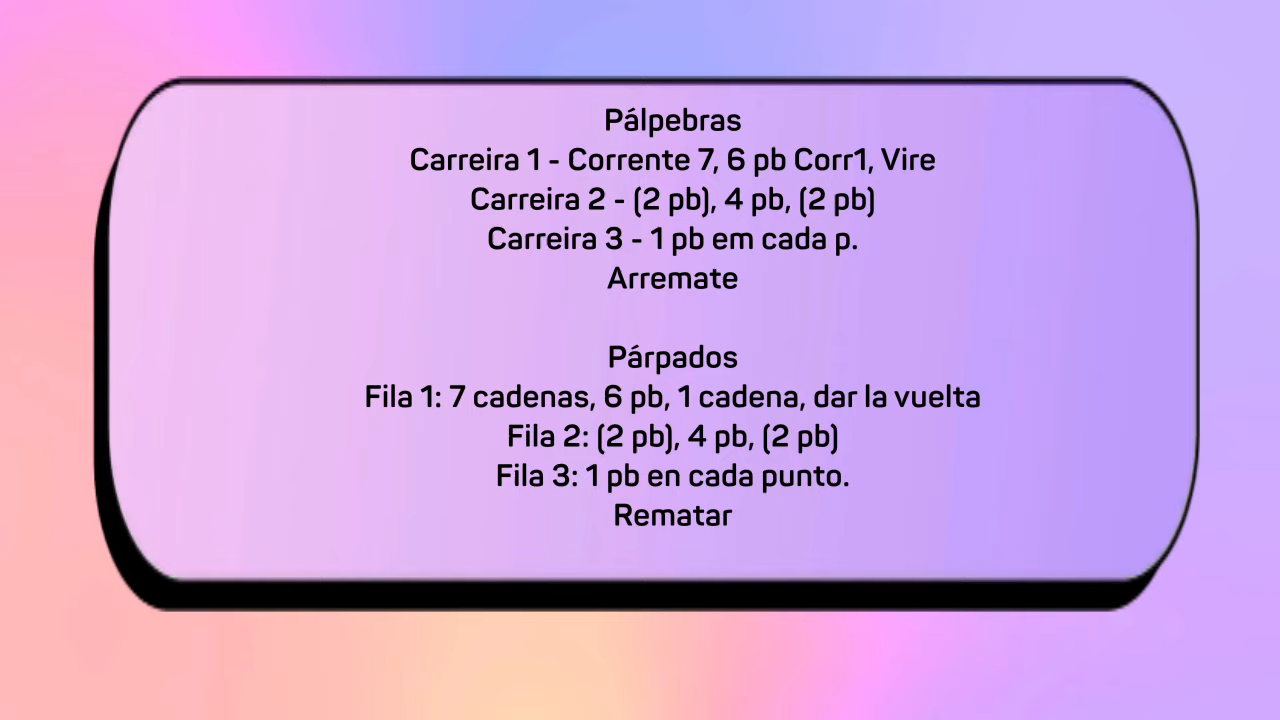 Pálpebras
Carreira 1 - Corrente 7, 6 pb Corr1, Vire
Carreira 2 - (2 pb), 4 pb, (2 pb)
Carreira 3 - 1 pb em cada p.
Arremate
Párpados
Fila 1: 7 cadenas, 6 pb, 1 cadena, dar la vuelta
Fila 2: (2 pb), 4 pb, (2 pb)
Fila 3: 1 pb en cada punto.
Rematar